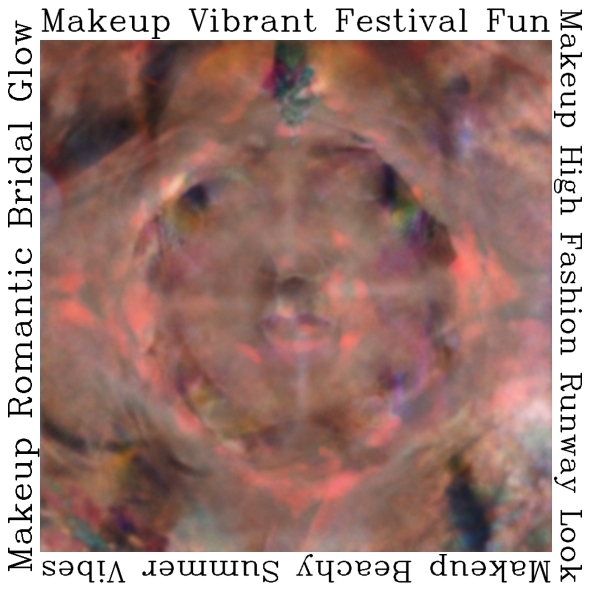 Makeup Vibrant Festival Fun
Makeup High Fashion Runway Look
Makeup Beachy Summer Vibes
Makeup Romantic Bridal Glow